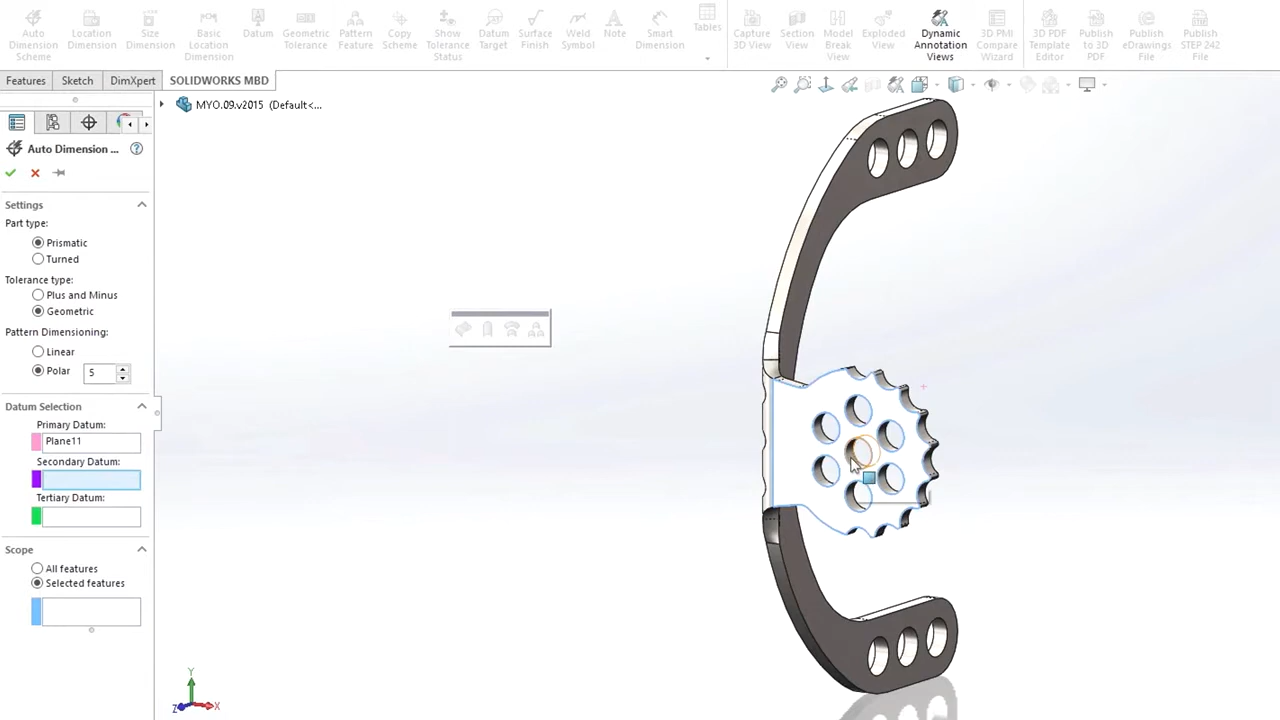 Auto Dimension Scheme
Location Dimension
Size Dimension
Basic Location Dimension
Datum
Geometric Tolerance
Pattern Feature
Copy Scheme
Show Tolerance Status
Datum Target
Surface Finish
Weld Symbol
Note
Smart Dimension
Tables
Capture 3D View
Section View
Model Break View
Exploded View
Dynamic Annotation Views
3D PMI Compare Wizard
3D PDF Template Editor
Publish to 3D PDF
Publish eDrawings File
Publish STEP 242 File
Features
Sketch
DimXpert
SOLIDWORKS MBD
MYO.09.v2015 (Default<...
Auto Dimension ...
Settings
Part type:
Prismatic
Turned
Tolerance type:
Plus and Minus
Geometric
Pattern Dimensioning:
Linear
Polar
5
Datum Selection
Primary Datum:
Plane11
Secondary Datum:
Tertiary Datum:
Scope
All features
Selected features
Y
Z
X